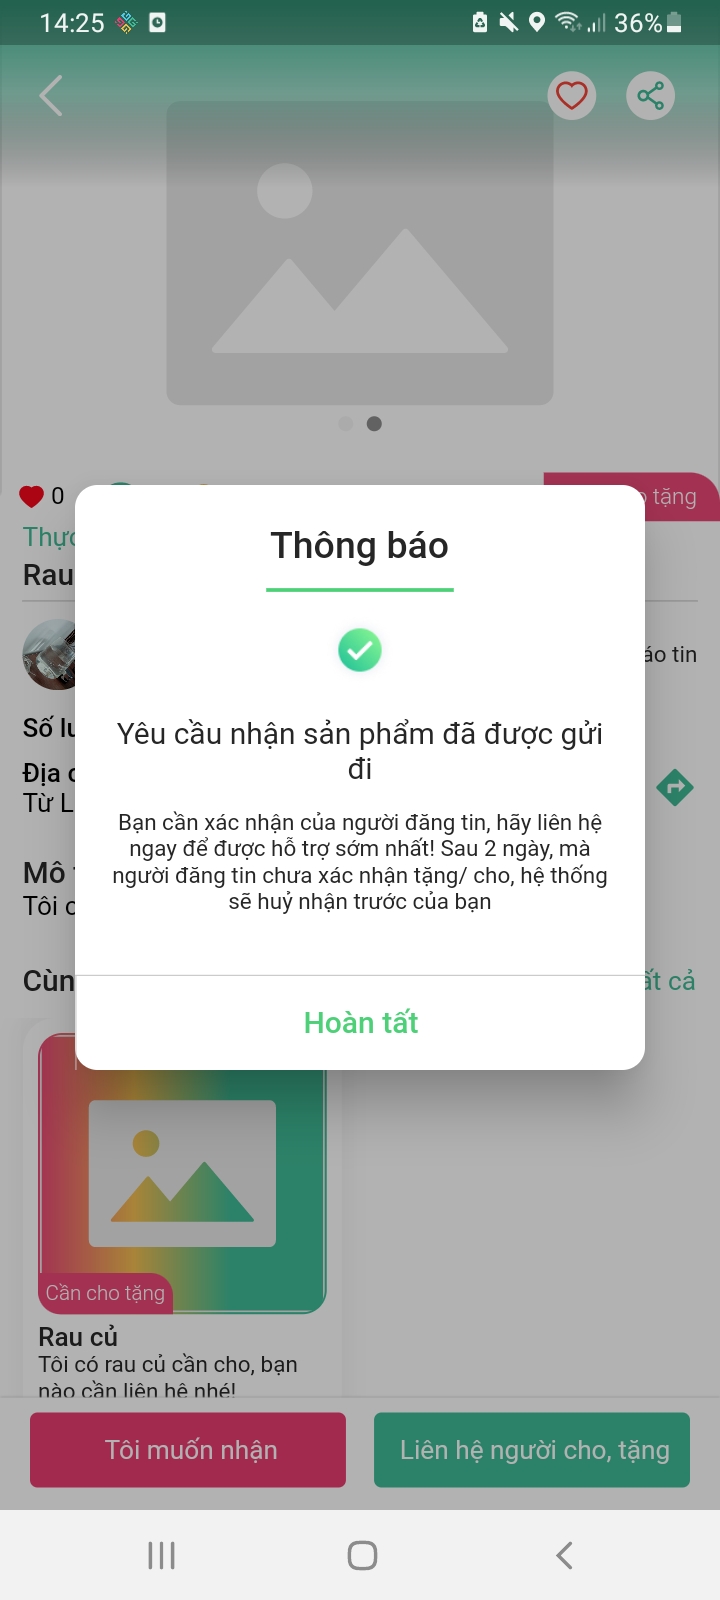 14:25
36%
0
tặng
Thực
Rau
áo tin
Số
Địa
Từ L
Mô
Tôi
Cùn
ất cả
Thông báo
Yêu cầu nhận sản phẩm đã được gửi
đi
Bạn cần xác nhận của người đăng tin, hãy liên hệ
ngay để được hỗ trợ sớm nhất! Sau 2 ngày, mà
người đăng tin chưa xác nhận tặng/ cho, hệ thống
sẽ huỷ nhận trước của bạn
Hoàn tất
Cần cho tặng
Rau củ
Tôi có rau củ cần cho, bạn
nào cần liên hệ nhé!
Tôi muốn nhận
Liên hệ người cho, tặng